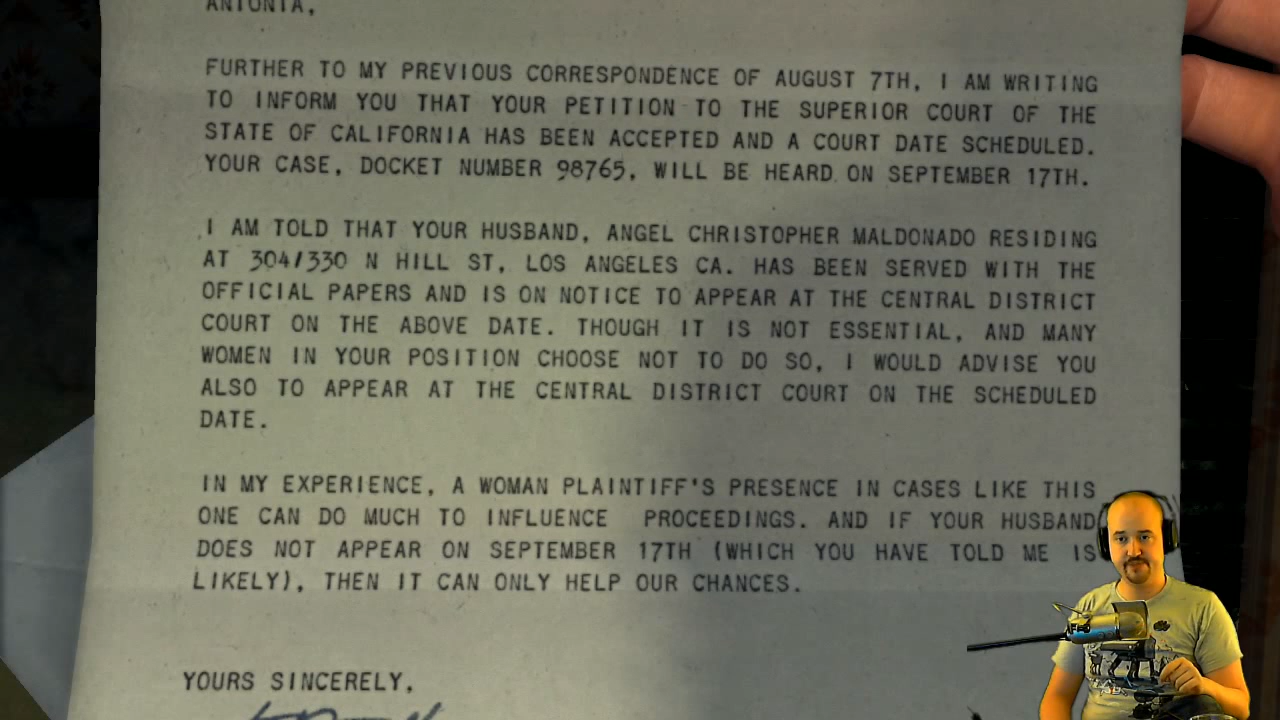 ANTONIA,
FURTHER TO MY PREVIOUS CORRESPONDENCE OF AUGUST 7TH, I AM WRITING
TO INFORM YOU THAT YOUR PETITION TO THE SUPERIOR COURT OF THE
STATE OF CALIFORNIA HAS BEEN ACCEPTED AND A COURT DATE SCHEDULED.
YOUR CASE, DOCKET NUMBER 98765, WILL BE HEARD ON SEPTEMBER 17TH.
I AM TOLD THAT YOUR HUSBAND, ANGEL CHRISTOPHER MALDONADO RESIDING
AT 304/330 N HILL ST, LOS ANGELES CA. HAS BEEN SERVED WITH THE
OFFICIAL PAPERS AND IS ON NOTICE TO APPEAR AT THE CENTRAL DISTRICT
COURT ON THE ABOVE DATE. THOUGH IT IS NOT ESSENTIAL, AND MANY
WOMEN IN YOUR POSITION CHOOSE NOT TO DO SO, I WOULD ADVISE YOU
ALSO TO APPEAR AT THE CENTRAL DISTRICT COURT ON THE SCHEDULED
DATE.
IN MY EXPERIENCE, A WOMAN PLAINTIFF'S PRESENCE IN CASES LIKE THIS
ONE CAN DO MUCH TO INFLUENCE PROCEEDINGS. AND IF YOUR HUSBAND
DOES NOT APPEAR ON SEPTEMBER 17TH (WHICH YOU HAVE TOLD ME IS
LIKELY), THEN IT CAN ONLY HELP OUR CHANCES.
YOURS SINCERELY,